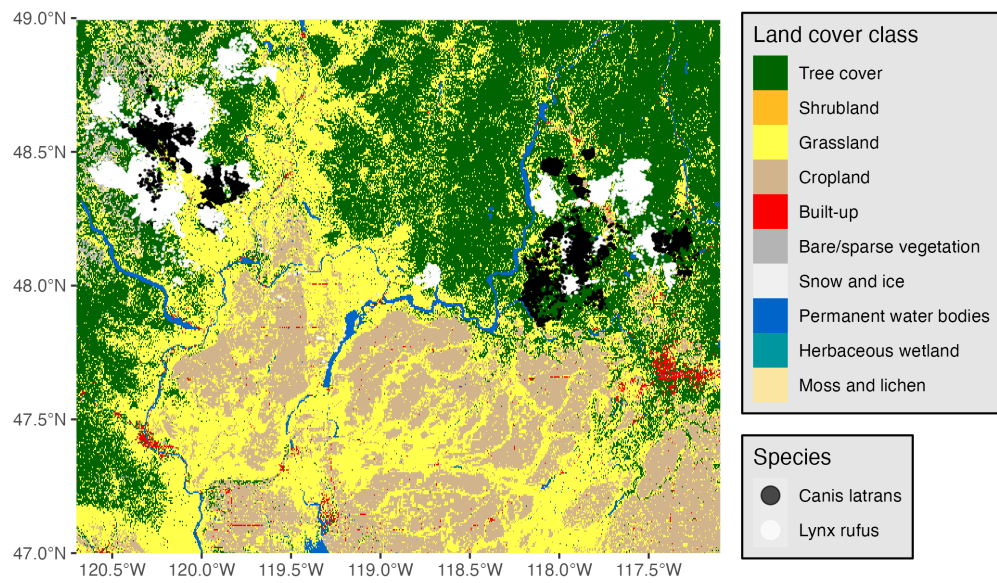 49.0°N
48.5°N
48.0°N
47.5°N
47.0°N
120.5°W 120.0°W 119.5°W 119.0°W 118.5°W 118.0°W 117.5°W
Land cover class
Tree cover
Shrubland
Grassland
Cropland
Built-up
Bare/sparse vegetation
Snow and ice
Permanent water bodies
Herbaceous wetland
Moss and lichen
Species
Canis latrans
Lynx rufus